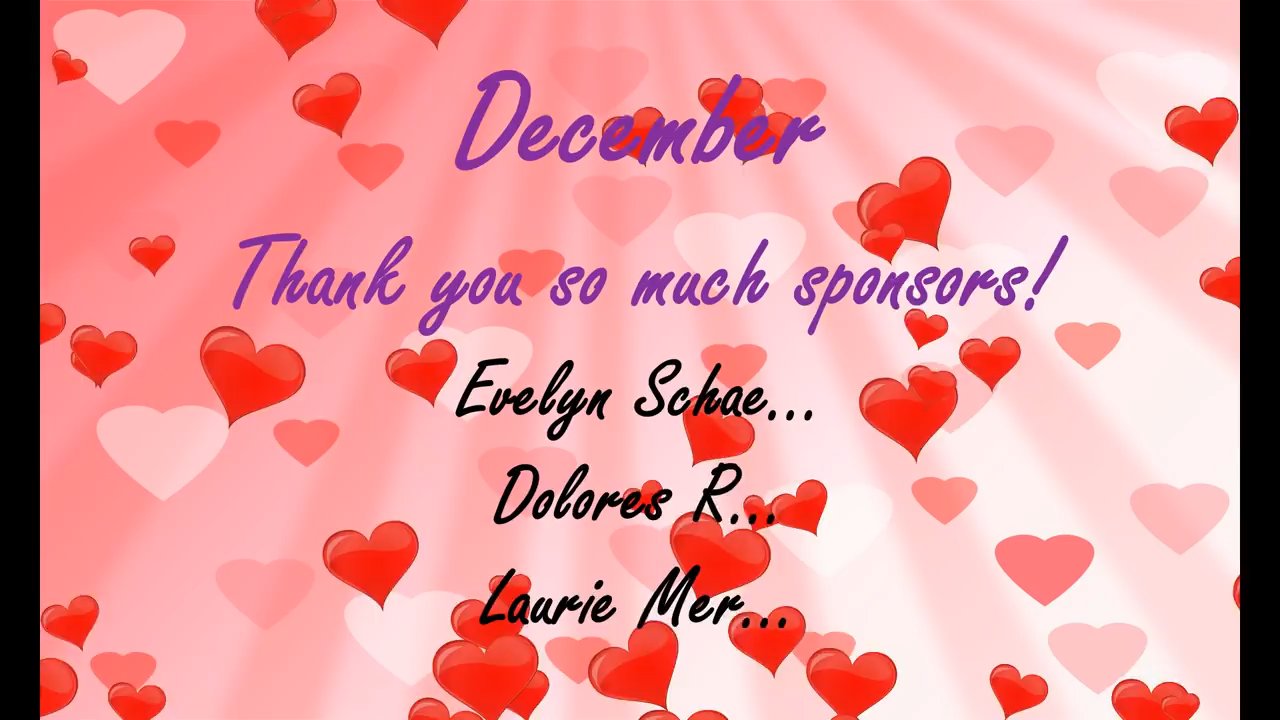 December
Thank you so much sponsors!
Evelyn Schae...
Dolores R...
Laurie Mer...